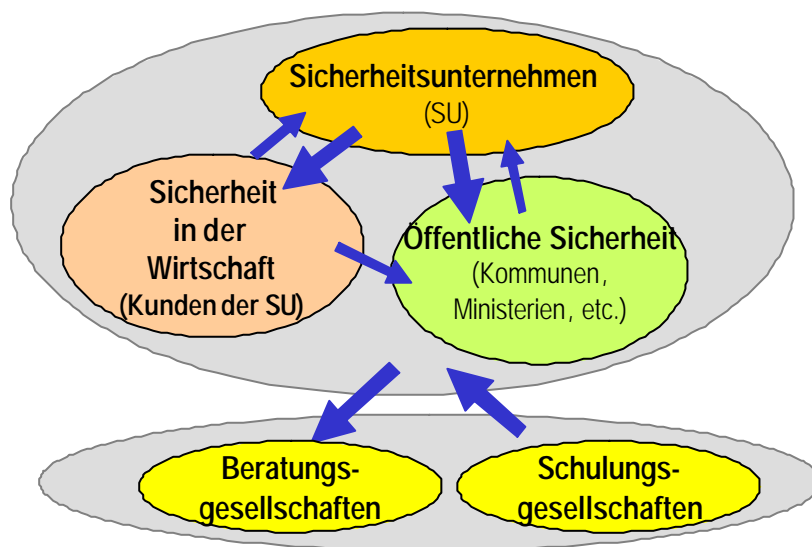 Sicherheitsunternehmen
(SU)
Sicherheit
in der
Wirtschaft
(Kunden der SU)
Öffentliche Sicherheit
(Kommunen,
Ministerien, etc.)
Beratungs-
gesellschaften
Schulungs-
gesellschaften